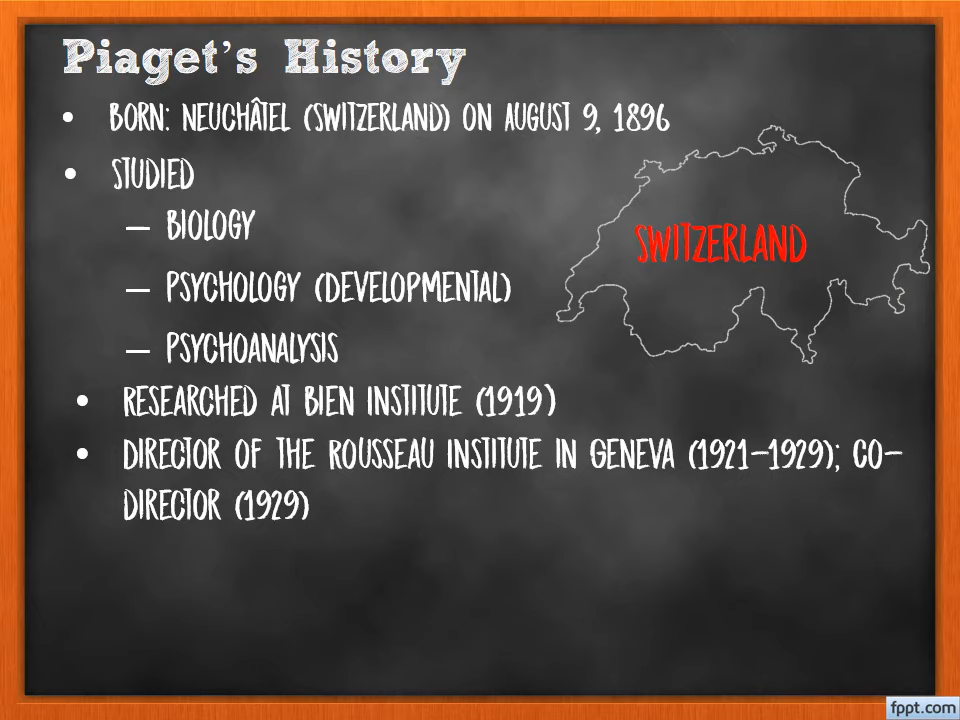 Piaget's History
• BORN: NEUCHÂTEL (SWITZERLAND) ON AUGUST 9, 1896
• STUDIED
– BIOLOGY
– PSYCHOLOGY (DEVELOPMENTAL)
– PSYCHOANALYSIS
SWITZERLAND
• RESEARCHED AT BIEN INSTITUTE (1919)
• DIRECTOR OF THE ROUSSEAU INSTITUTE IN GENEVA (1921–1929); CO-
DIRECTOR (1929)
fppt.com